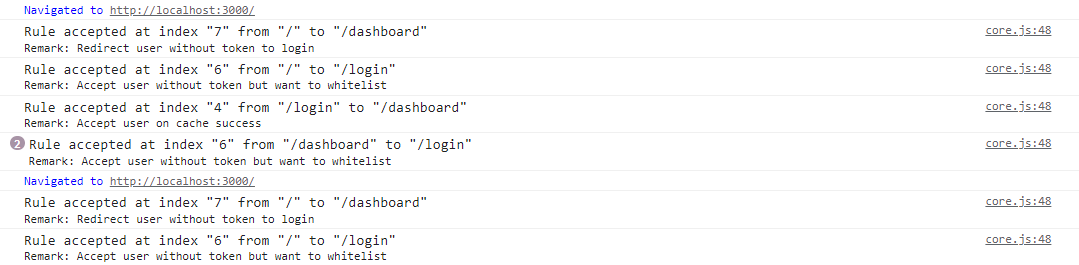 Navigated to http://localhost:3000/
Rule accepted at index "7" from "/" to "/dashboard" core.js:48
Remark: Redirect user without token to login
Rule accepted at index "6" from "/" to "/login" core.js:48
Remark: Accept user without token but want to whitelist
Rule accepted at index "4" from "/login" to "/dashboard" core.js:48
Remark: Accept user on cache success
2 Rule accepted at index "6" from "/dashboard" to "/login" core.js:48
Remark: Accept user without token but want to whitelist
Navigated to http://localhost:3000/
Rule accepted at index "7" from "/" to "/dashboard" core.js:48
Remark: Redirect user without token to login
Rule accepted at index "6" from "/" to "/login" core.js:48
Remark: Accept user without token but want to whitelist